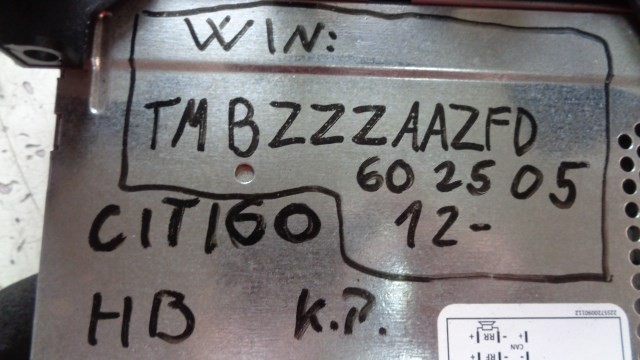 WIN:
TMBZZZAAZFD
602505
CITIGO 12-
HB K.P.